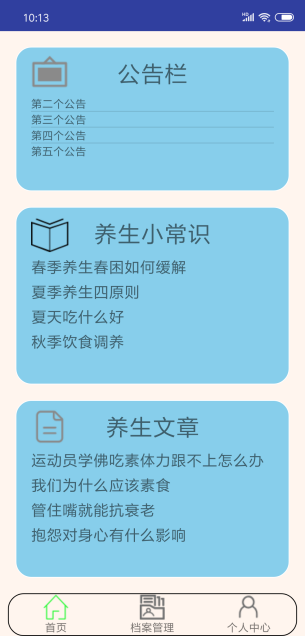 10:13
HD
公告栏
第二个公告
第三个公告
第四个公告
第五个公告
养生小常识
春季养生春困如何缓解
夏季养生四原则
夏天吃什么好
秋季饮食调养
养生文章
运动员学佛吃素体力跟不上怎么办
我们为什么应该素食
管住嘴就能抗衰老
抱怨对身心有什么影响
首页
档案管理
个人中心